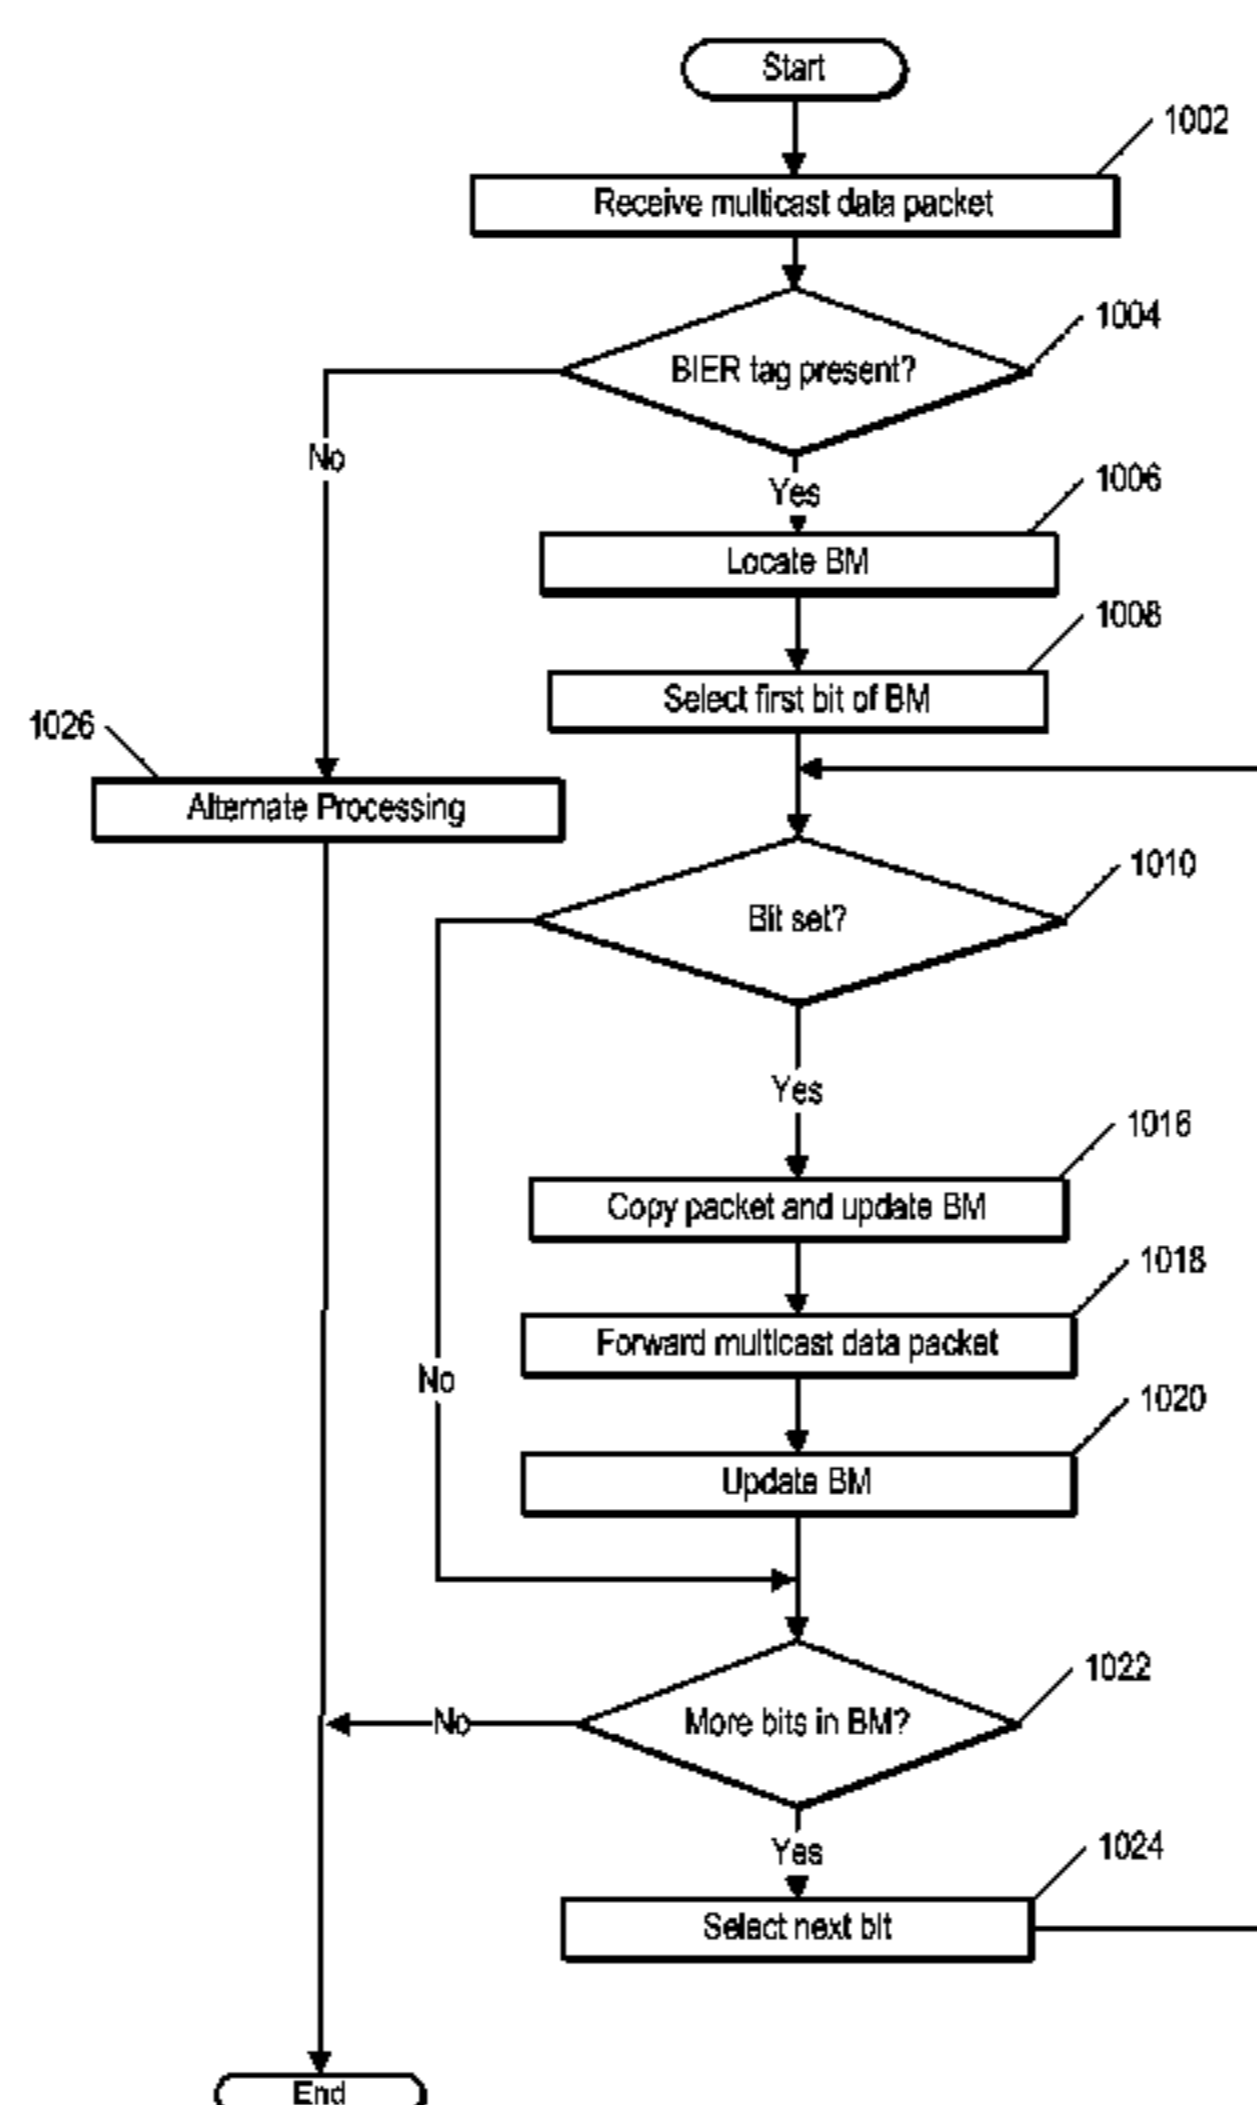 Start
1002
Receive multicast data packet
1004
BIER tag present?
No
Yes
1006
Locate BM
1008
Select first bit of BM
1026
Alternate Processing
1010
Bit set?
Yes
1016
Copy packet and update BM
1018
Forward multicast data packet
No
1020
Update BM
1022
More bits in BM?
No
Yes
1024
Select next bit
End